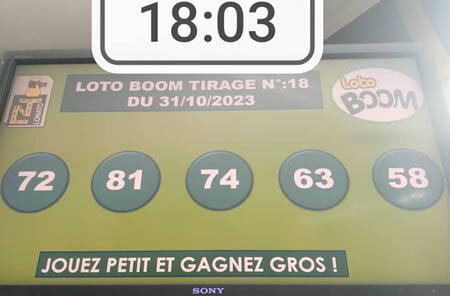 18:03
LOTO BOOM TIRAGE N°:18
DU 31/10/2023
LONATO
Loto
BOOM
72 81 74 63 58
JOUEZ PETIT ET GAGNEZ GROS !
SONY